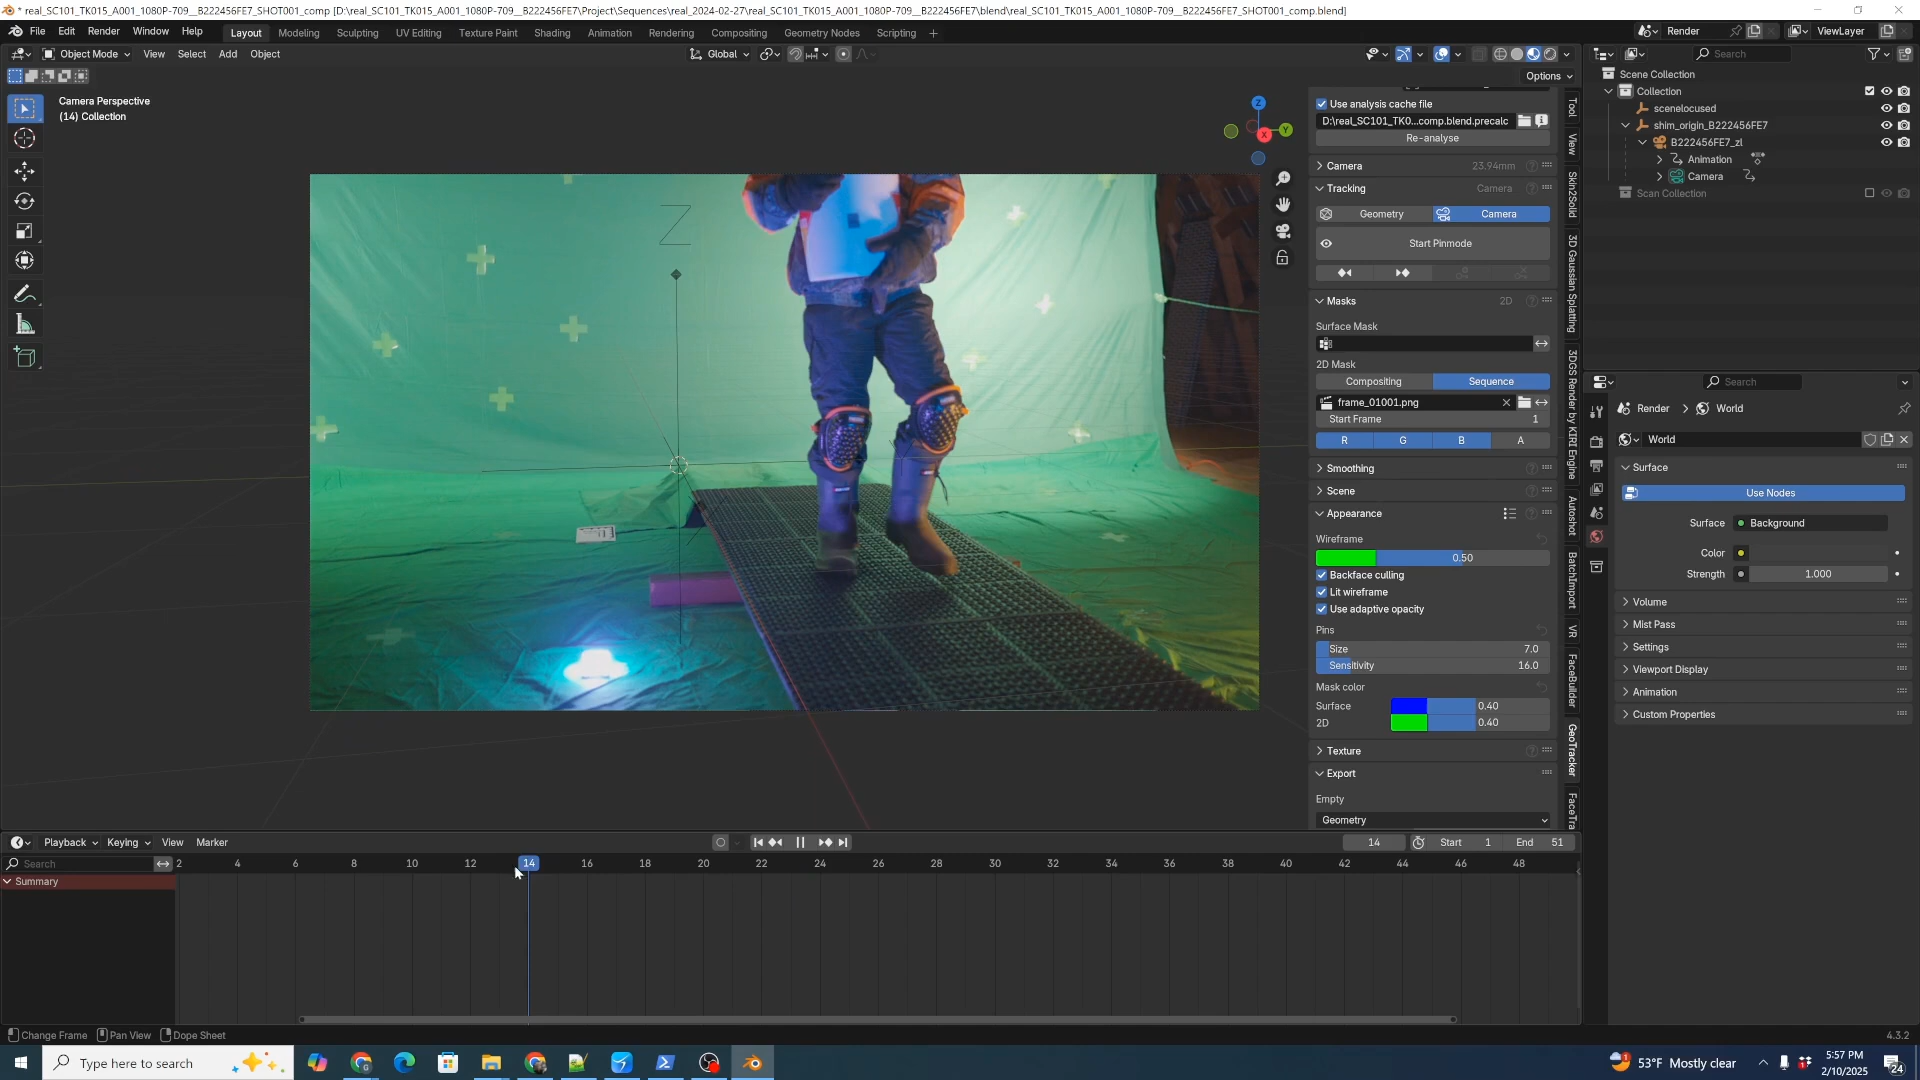 * real_SC101_TK015_A001_1080P-709__B222456FE7_SHOT001_comp [D:\real_SC101_TK015_A001_1080P-709__B222456FE7\Project\Sequences\real_2024-02-27\real_SC101_TK015_A001_1080P-709__B222456FE7\blend\real_SC101_TK015_A001_1080P-709__B222456FE7_SHOT001_comp.blend]
File Edit Render Window Help Layout Modeling Sculpting UV Editing Texture Paint Shading Animation Rendering Compositing Geometry Nodes Scripting + Render ViewLayer
Object Mode View Select Add Object Global Search
Options
Camera Perspective
(14) Collection
Z
Y
X
Z
Use analysis cache file
D:\real_SC101_TK0...comp.blend.precalc
Re-analyse
Camera 23.94mm
Tracking Camera
Geometry Camera
Start Pinmode
Masks 2D
Surface Mask
2D Mask
Compositing Sequence
frame_01001.png
Start Frame 1
R G B A
Smoothing
Scene
Appearance
Wireframe
0.50
Backface culling
Lit wireframe
Use adaptive opacity
Pins
Size 7.0
Sensitivity 16.0
Mask color
Surface 0.40
2D 0.40
Texture
Export
Empty
Geometry
Tool
View
Skin2Solid
3D Gaussian Splatting
3DGS Render by KIRI Engine
Autoshot
BatchImport
VR
FaceBuilder
GeoTracker
FaceTra
Scene Collection
Collection
scenelocused
shim_origin_B222456FE7
B222456FE7_zl
Animation
Camera
Scan Collection
Search
Render World
World
Surface
Use Nodes
Surface Background
Color
Strength 1.000
Volume
Mist Pass
Settings
Viewport Display
Animation
Custom Properties
Playback Keying View Marker 14 Start 1 End 51
Search 2 4 6 8 10 12 14 16 18 20 22 24 26 28 30 32 34 36 38 40 42 44 46 48
Summary
Change Frame Pan View Dope Sheet 4.3.2
Type here to search 53°F Mostly clear 5:57 PM
2/10/2025 24